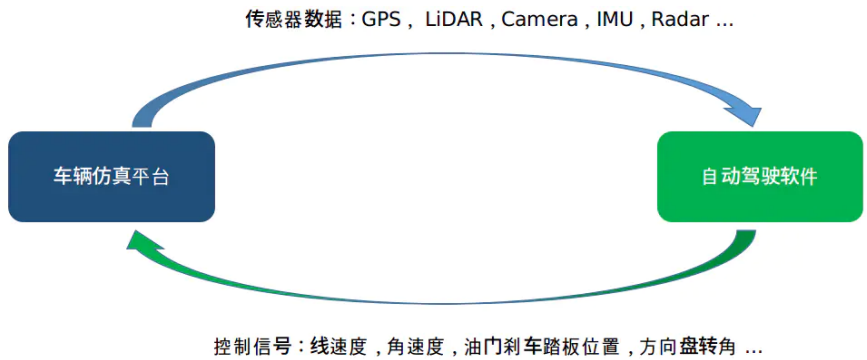 传感器数据：GPS， LiDAR，Camera，IMU，Radar ...
车辆仿真平台
自动驾驶软件
控制信号：线速度，角速度，油门刹车踏板位置，方向盘转角 ...